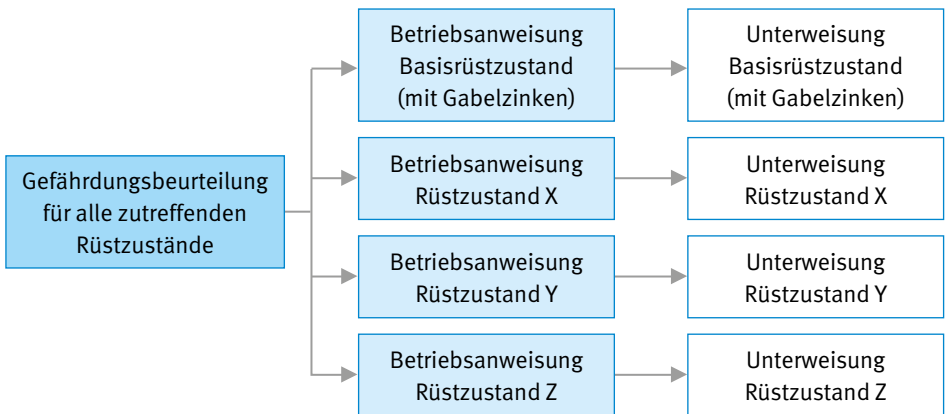 Gefährdungsbeurteilung
für alle zutreffenden
Rüstzustände
Betriebsanweisung
Basisrüstzustand
(mit Gabelzinken)
Unterweisung
Basisrüstzustand
(mit Gabelzinken)
Betriebsanweisung
Rüstzustand X
Unterweisung
Rüstzustand X
Betriebsanweisung
Rüstzustand Y
Unterweisung
Rüstzustand Y
Betriebsanweisung
Rüstzustand Z
Unterweisung
Rüstzustand Z